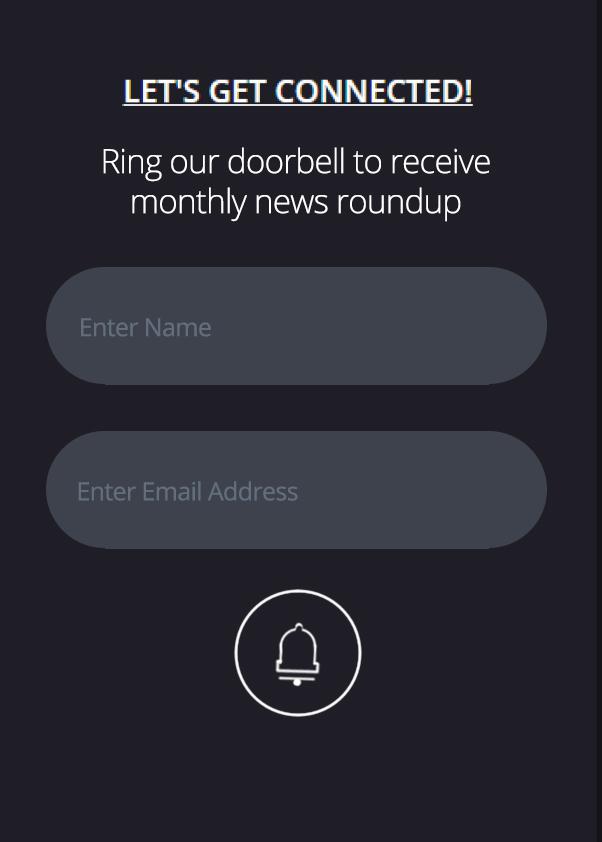 LET'S GET CONNECTED!
Ring our doorbell to receive
monthly news roundup
Enter Name
Enter Email Address